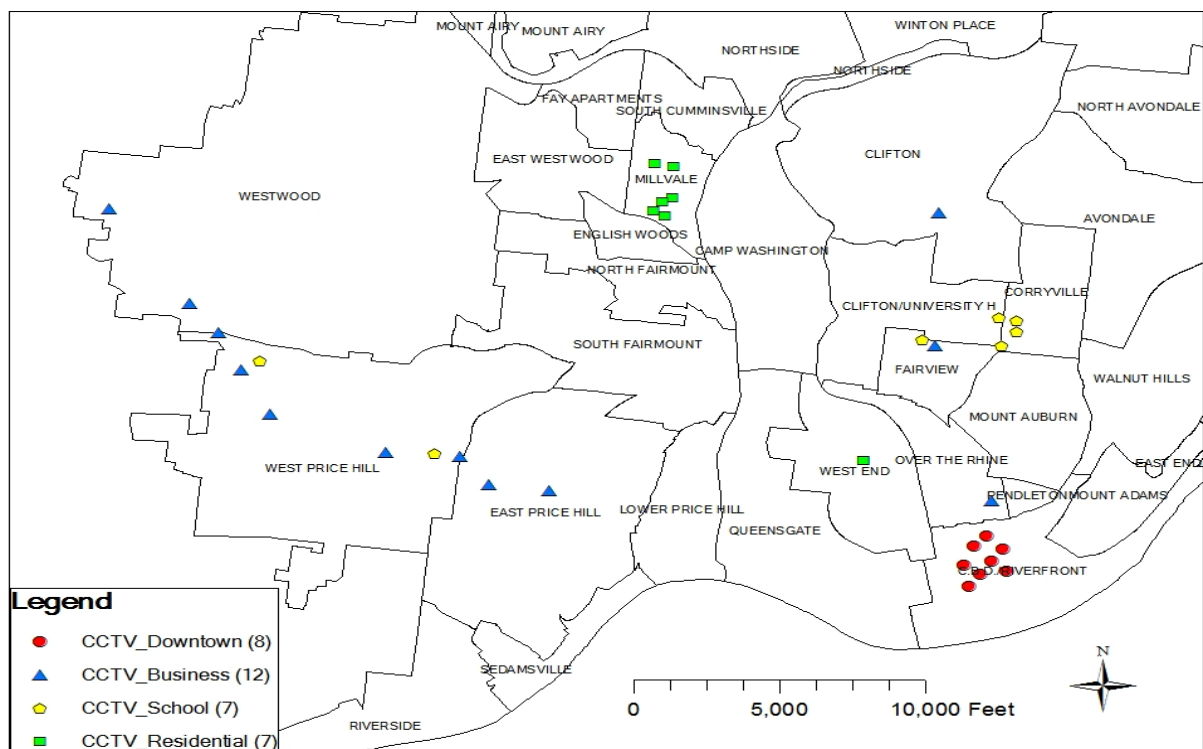 MOUNT AIRY
MOUNT AIRY
WINTON PLACE
NORTHSIDE
NORTHSIDE
FAY APARTMENTS
SOUTH CUMMINSVILLE
NORTH AVONDALE
EAST WESTWOOD
CLIFTON
MILLVALE
WESTWOOD
AVONDALE
ENGLISH WOODS
CAMP WASHINGTON
NORTH FAIRMOUNT
CORRYVILLE
CLIFTON/UNIVERSITY H
SOUTH FAIRMOUNT
FAIRVIEW
WALNUT HILLS
MOUNT AUBURN
WEST PRICE HILL
WEST END
OVER THE RHINE
EAST END
PENDLETON
MOUNT ADAMS
EAST PRICE HILL
LOWER PRICE HILL
QUEENSGATE
C.B.D./RIVERFRONT
SEDAMSVILLE
RIVERSIDE
Legend
CCTV_Downtown (8)
CCTV_Business (12)
CCTV_School (7)
CCTV_Residential (7)
0 5,000 10,000 Feet
N